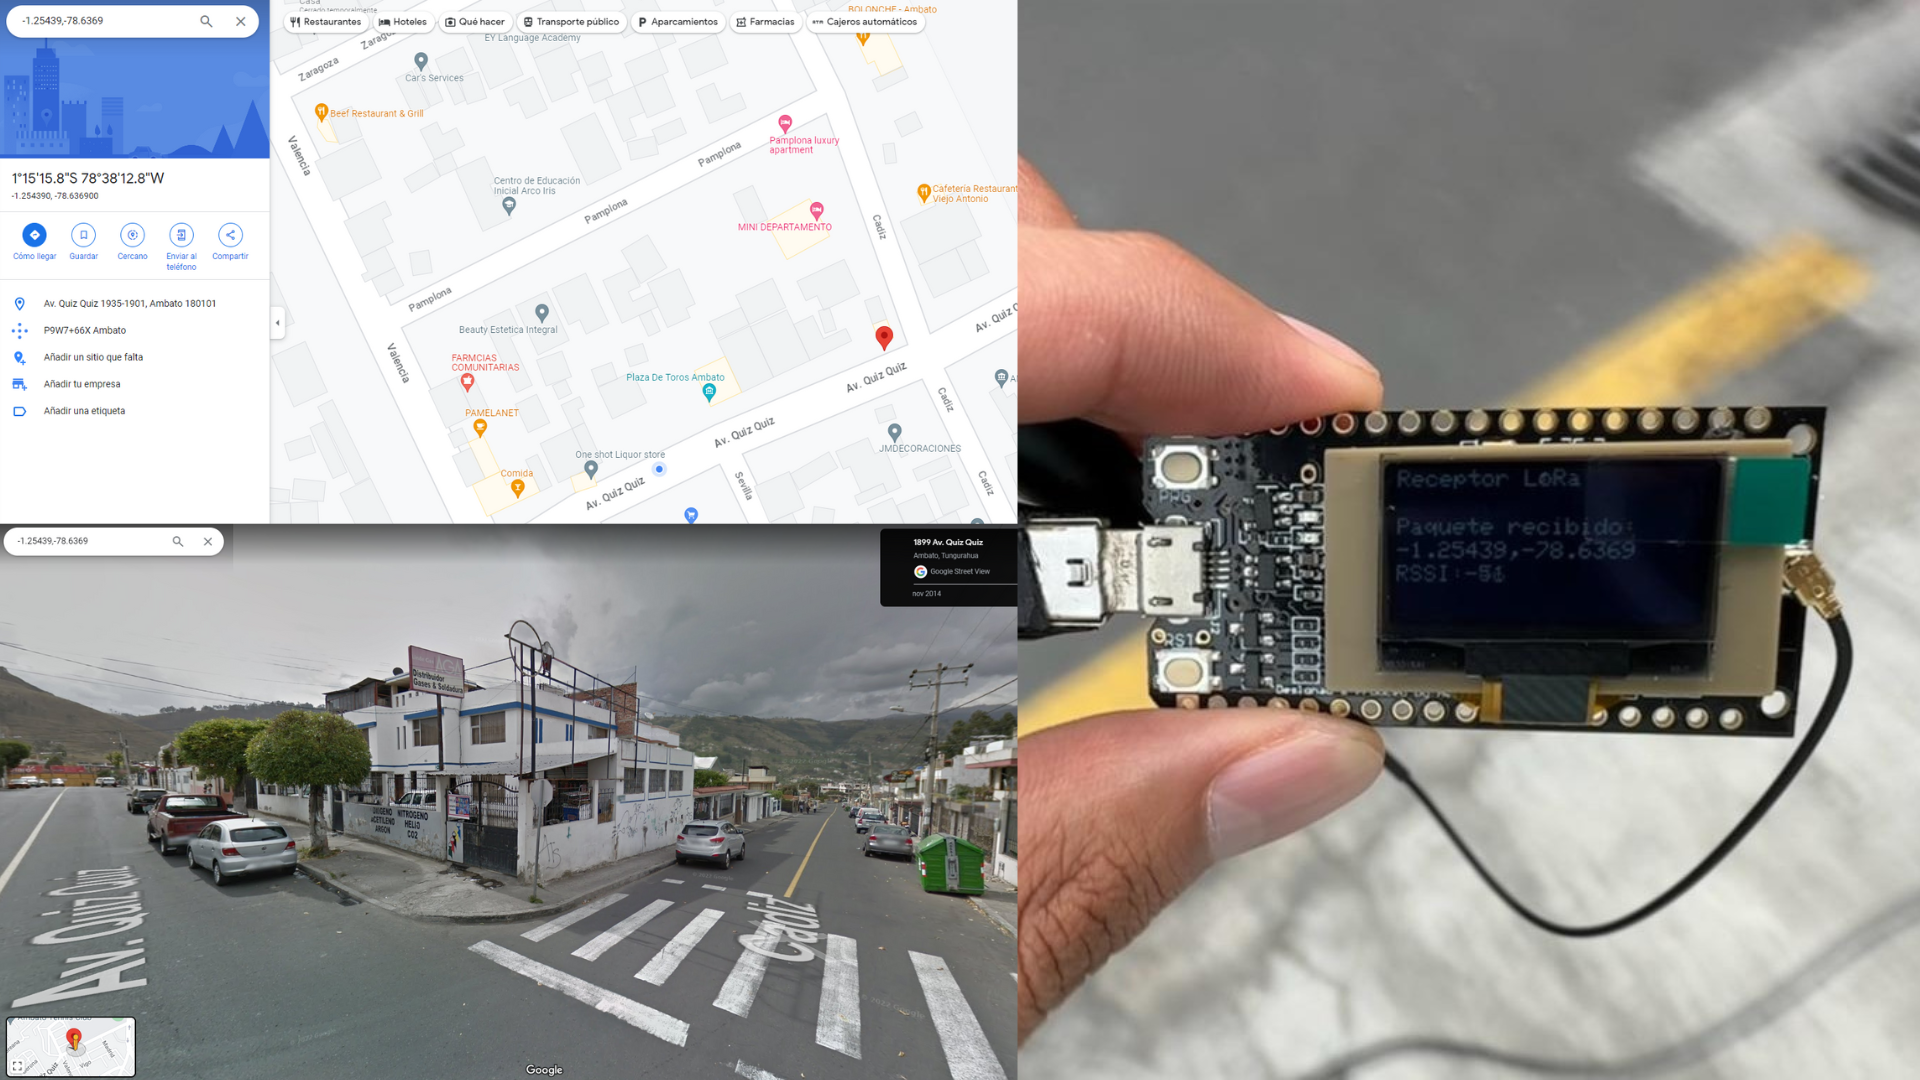 -1.25439,-78.6369
1°15'15.8"S 78°38'12.8"W
-1.254390, -78.636900
Cómo llegar
Guardar
Cercano
Enviar al
teléfono
Compartir
Av. Quiz Quiz 1935-1901, Ambato 180101
P9W7+66X Ambato
Añadir un sitio que falta
Añadir tu empresa
Añadir una etiqueta
Casa
Cerrado temporalmente
Restaurantes
Hoteles
Qué hacer
Transporte público
Aparcamientos
Farmacias
Cajeros automáticos
BOLONCHE - Ambato
Zaragoza
EY Language Academy
Zaragoza
Car's Services
Beef Restaurant & Grill
Valencia
Pamplona luxury
apartment
Pamplona
Centro de Educación
Inicial Arco Iris
Cafetería Restaurant
Viejo Antonio
Pamplona
MINI DEPARTAMENTO
Cadiz
Pamplona
Beauty Estetica Integral
Av. Quiz Q
Valencia
FARMCIAS
COMUNITARIAS
Plaza De Toros Ambato
Av. Quiz Quiz
Cadiz
PAMELANET
Av. Quiz Quiz
JMDECORACIONES
One shot Liquor store
Comida
Av. Quiz Quiz
Sevilla
Cadiz
-1.25439,-78.6369
1899 Av. Quiz Quiz
Ambato, Tungurahua
Google Street View
nov 2014
AGA
Distribuidor
Gases & Soldadura
OXIGENO NITROGENO
ACETILENO HELIO
ARGON CO2
Av. Quiz Quiz
Cadiz
Ambato Tennis Club
Madrid
Vigo
Google
PRG
RS1
Receptor LoRa
Paquete recibido:
-1.25439,-78.6369